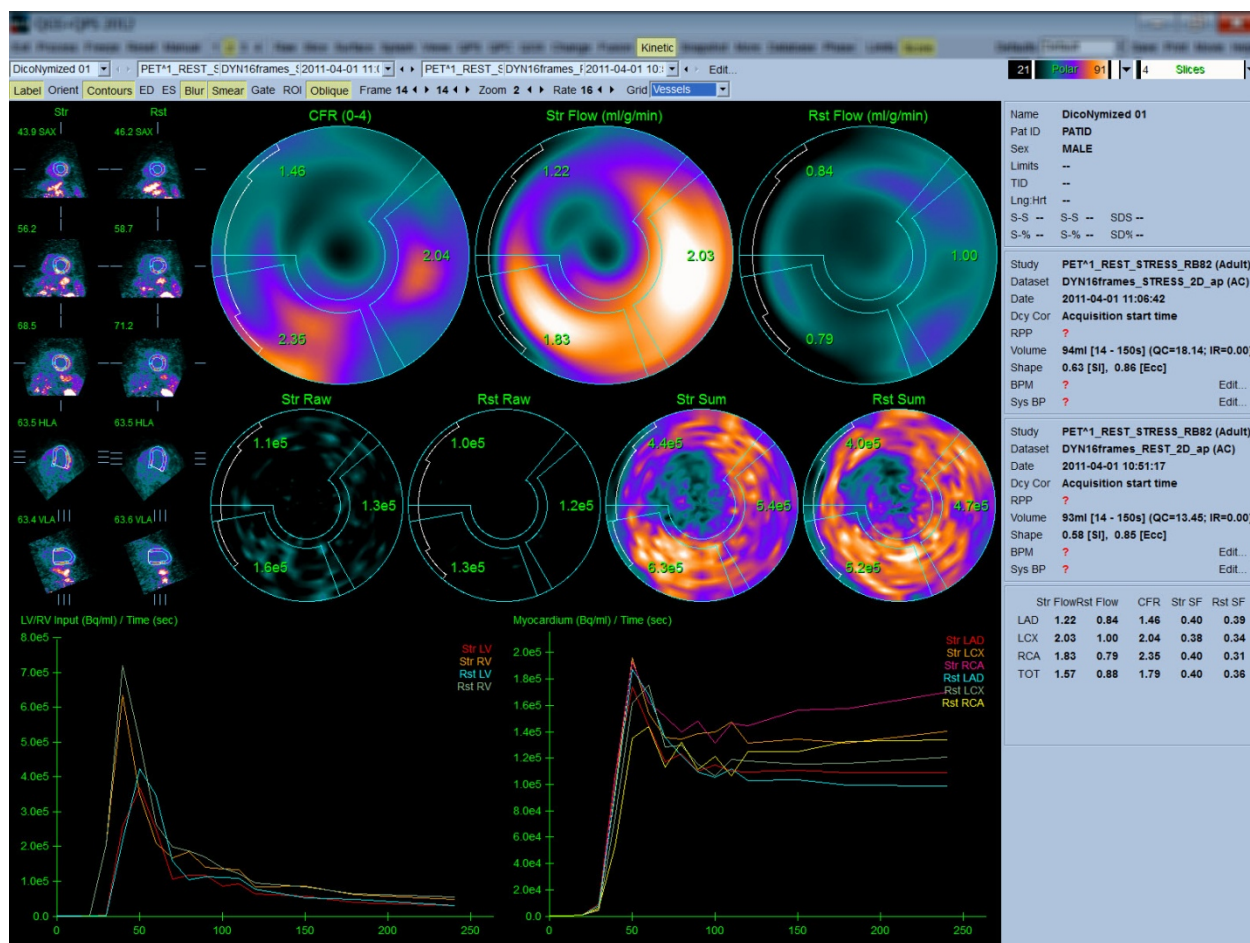 QGS+QPS 2012
Kinetic
DicoNymized 01 PET^1_REST_S DYN16frames_S 2011-04-01 11:( PET^1_REST_S DYN16frames_F 2011-04-01 10:5 Edit...
21 Polar 91 4 Slices
Label Orient Contours ED ES Blur Smear Gate ROI Oblique Frame 14 14 Zoom 2 Rate 16 Grid Vessels
Str Rst
43.9 SAX 46.2 SAX
56.2 58.7
68.5 71.2
63.5 HLA 63.5 HLA
63.4 VLA 63.6 VLA
CFR (0-4)
1.46
2.04
2.35
Str Flow (ml/g/min)
1.22
2.03
1.83
Rst Flow (ml/g/min)
0.84
1.00
0.79
Str Raw
1.1e5
1.3e5
1.6e5
Rst Raw
1.0e5
1.2e5
1.3e5
Str Sum
4.4e5
5.4e5
6.3e5
Rst Sum
4.0e5
4.7e5
5.2e5
LV/RV Input (Bq/ml) / Time (sec)
8.0e5
7.0e5
6.0e5
5.0e5
4.0e5
3.0e5
2.0e5
1.0e5
0.0
0 50 100 150 200 250
Str LV
Str RV
Rst LV
Rst RV
Myocardium (Bq/ml) / Time (sec)
2.0e5
1.8e5
1.6e5
1.4e5
1.2e5
1.0e5
8.0e4
6.0e4
4.0e4
2.0e4
0.0
0 50 100 150 200 250
Str LAD
Str LCX
Str RCA
Rst LAD
Rst LCX
Rst RCA
Name DicoNymized 01
Pat ID PATID
Sex MALE
Limits --
TID --
Lng:Hrt --
S-S -- S-S -- SDS --
S-% -- S-% -- SD% --
Study PET^1_REST_STRESS_RB82 (Adult)
Dataset DYN16frames_STRESS_2D_ap (AC)
Date 2011-04-01 11:06:42
Dcy Cor Acquisition start time
RPP ?
Volume 94ml [14 - 150s] (QC=18.14; IR=0.00)
Shape 0.63 [SI], 0.86 [Ecc]
BPM ? Edit...
Sys BP ? Edit...
Study PET^1_REST_STRESS_RB82 (Adult)
Dataset DYN16frames_REST_2D_ap (AC)
Date 2011-04-01 10:51:17
Dcy Cor Acquisition start time
RPP ?
Volume 93ml [14 - 150s] (QC=13.45; IR=0.00)
Shape 0.58 [SI], 0.85 [Ecc]
BPM ? Edit...
Sys BP ? Edit...
Str Flow Rst Flow CFR Str SF Rst SF
LAD 1.22 0.84 1.46 0.40 0.39
LCX 2.03 1.00 2.04 0.38 0.34
RCA 1.83 0.79 2.35 0.40 0.31
TOT 1.57 0.88 1.79 0.40 0.36